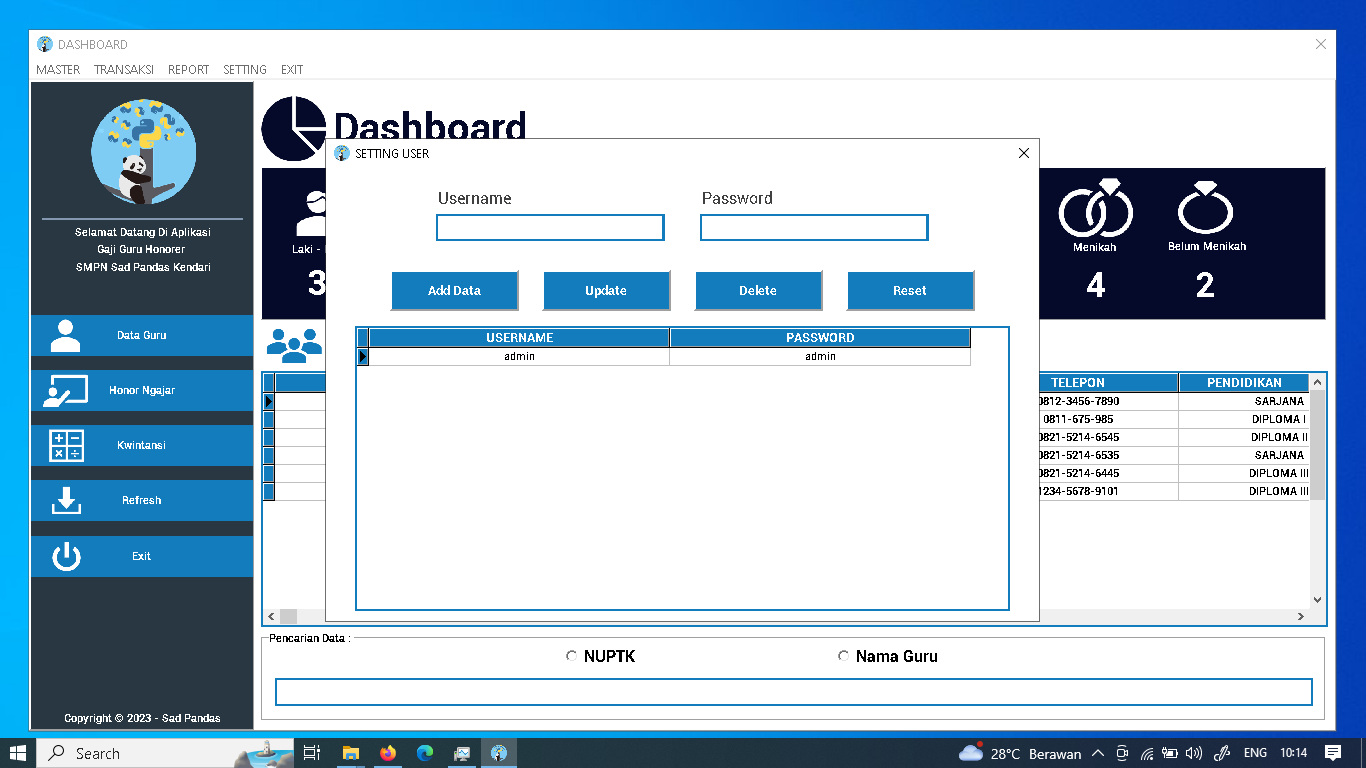 DASHBOARD
MASTER TRANSAKSI REPORT SETTING EXIT
Selamat Datang Di Aplikasi
Gaji Guru Honorer
SMPN Sad Pandas Kendari
Data Guru
Honor Ngajar
Kwintansi
Refresh
Exit
Copyright © 2023 - Sad Pandas
Dashboard
Laki -
3
Menikah
4
Belum Menikah
2
SETTING USER
Username Password
Add Data Update Delete Reset
USERNAME PASSWORD
admin admin
TELEPON PENDIDIKAN
0812-3456-7890 SARJANA
0811-675-985 DIPLOMA I
0821-5214-6545 DIPLOMA II
0821-5214-6535 SARJANA
0821-5214-6445 DIPLOMA III
1234-5678-9101 DIPLOMA III
Pencarian Data :
NUPTK Nama Guru
Search 28°C Berawan ENG 10:14